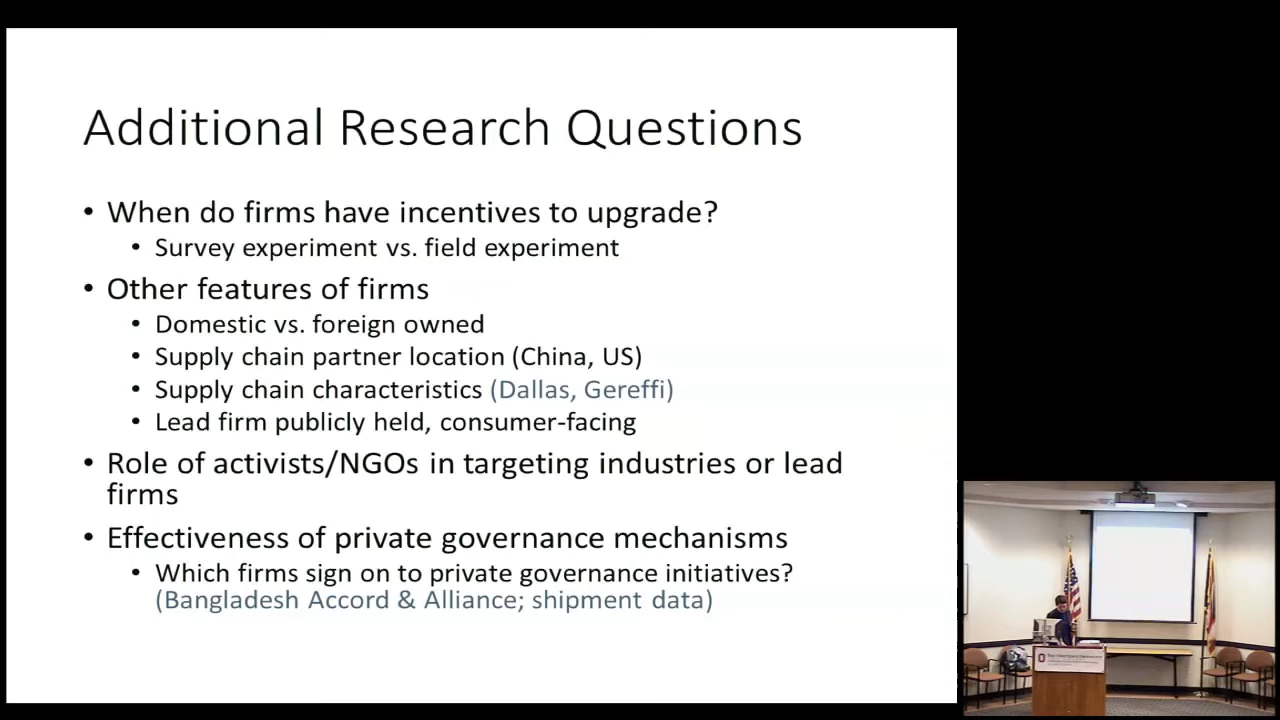 Additional Research Questions
• When do firms have incentives to upgrade?
• Survey experiment vs. field experiment
• Other features of firms
• Domestic vs. foreign owned
• Supply chain partner location (China, US)
• Supply chain characteristics (Dallas, Gereffi)
• Lead firm publicly held, consumer-facing
• Role of activists/NGOs in targeting industries or lead
firms
• Effectiveness of private governance mechanisms
• Which firms sign on to private governance initiatives?
(Bangladesh Accord & Alliance; shipment data)